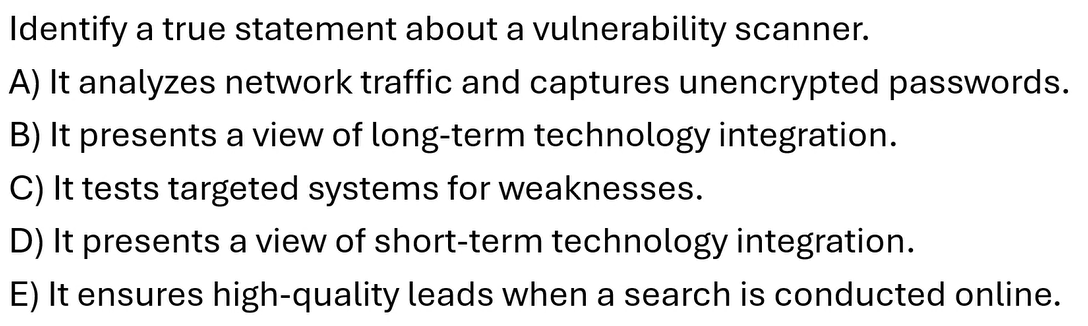 Identify a true statement about a vulnerability scanner.
A) It analyzes network traffic and captures unencrypted passwords.
B) It presents a view of long-term technology integration.
C) It tests targeted systems for weaknesses.
D) It presents a view of short-term technology integration.
E) It ensures high-quality leads when a search is conducted online.